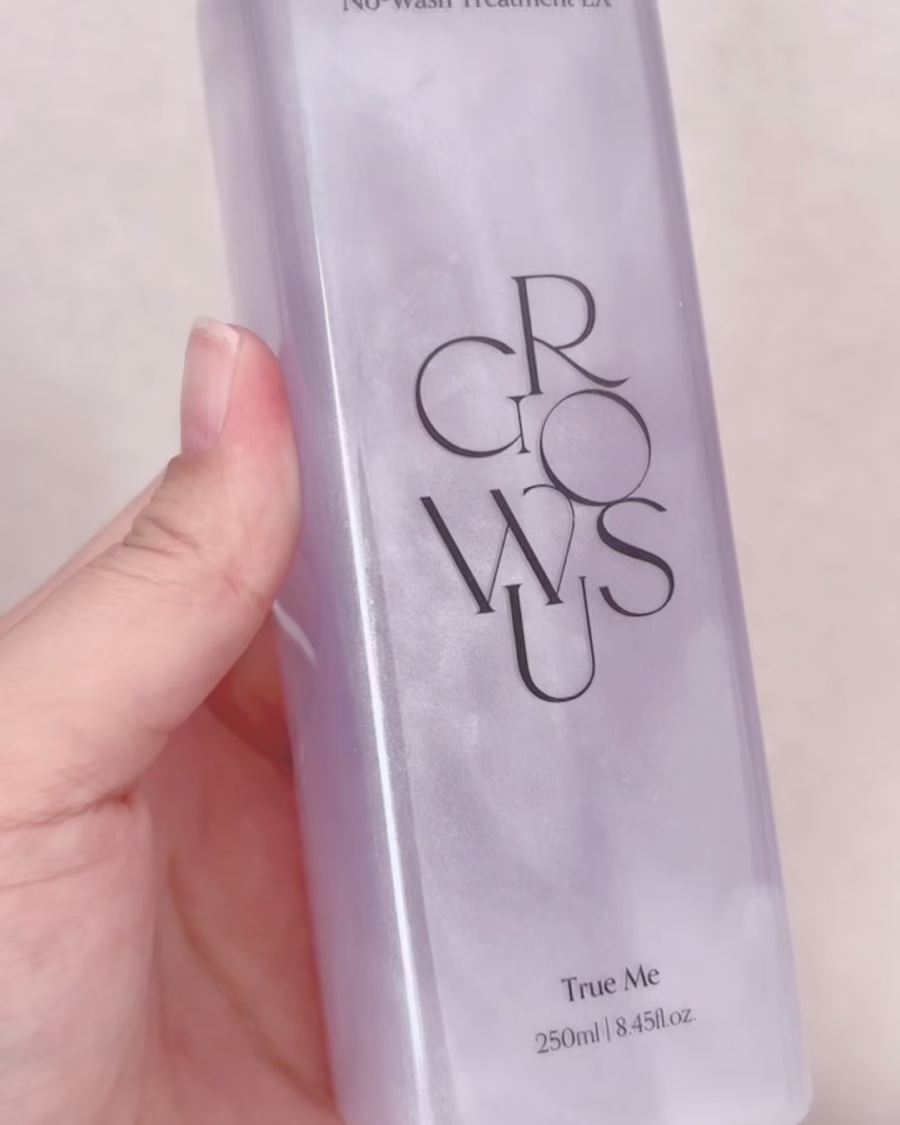 No-Wash Treatment EX
GROWUS
True Me
250ml | 8.45fl.oz.